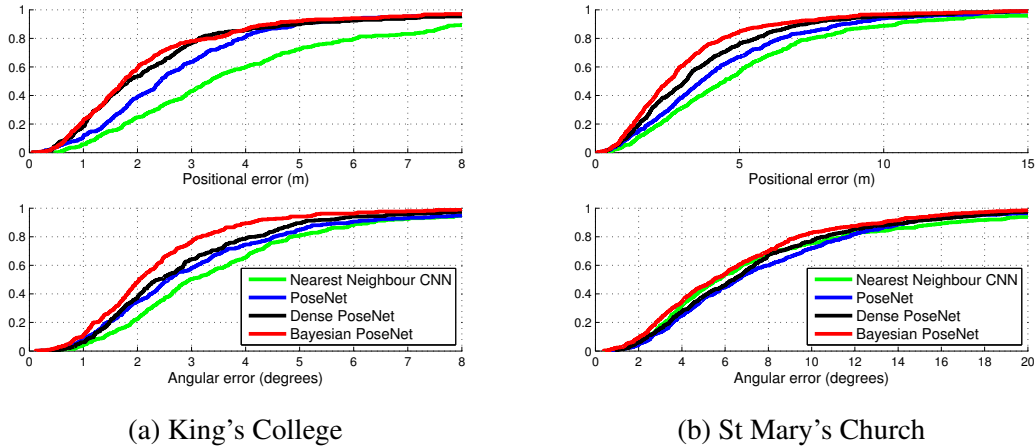 1
0.8
0.6
0.4
0.2
0
0 1 2 3 4 5 6 7 8
Positional error (m)
1
0.8
0.6
0.4
0.2
0
0 5 10 15
Positional error (m)
1
0.8
0.6
0.4
0.2
0
Nearest Neighbour CNN
PoseNet
Dense PoseNet
Bayesian PoseNet
0 1 2 3 4 5 6 7 8
Angular error (degrees)
1
0.8
0.6
0.4
0.2
0
Nearest Neighbour CNN
PoseNet
Dense PoseNet
Bayesian PoseNet
0 2 4 6 8 10 12 14 16 18 20
Angular error (degrees)
(a) King's College
(b) St Mary's Church